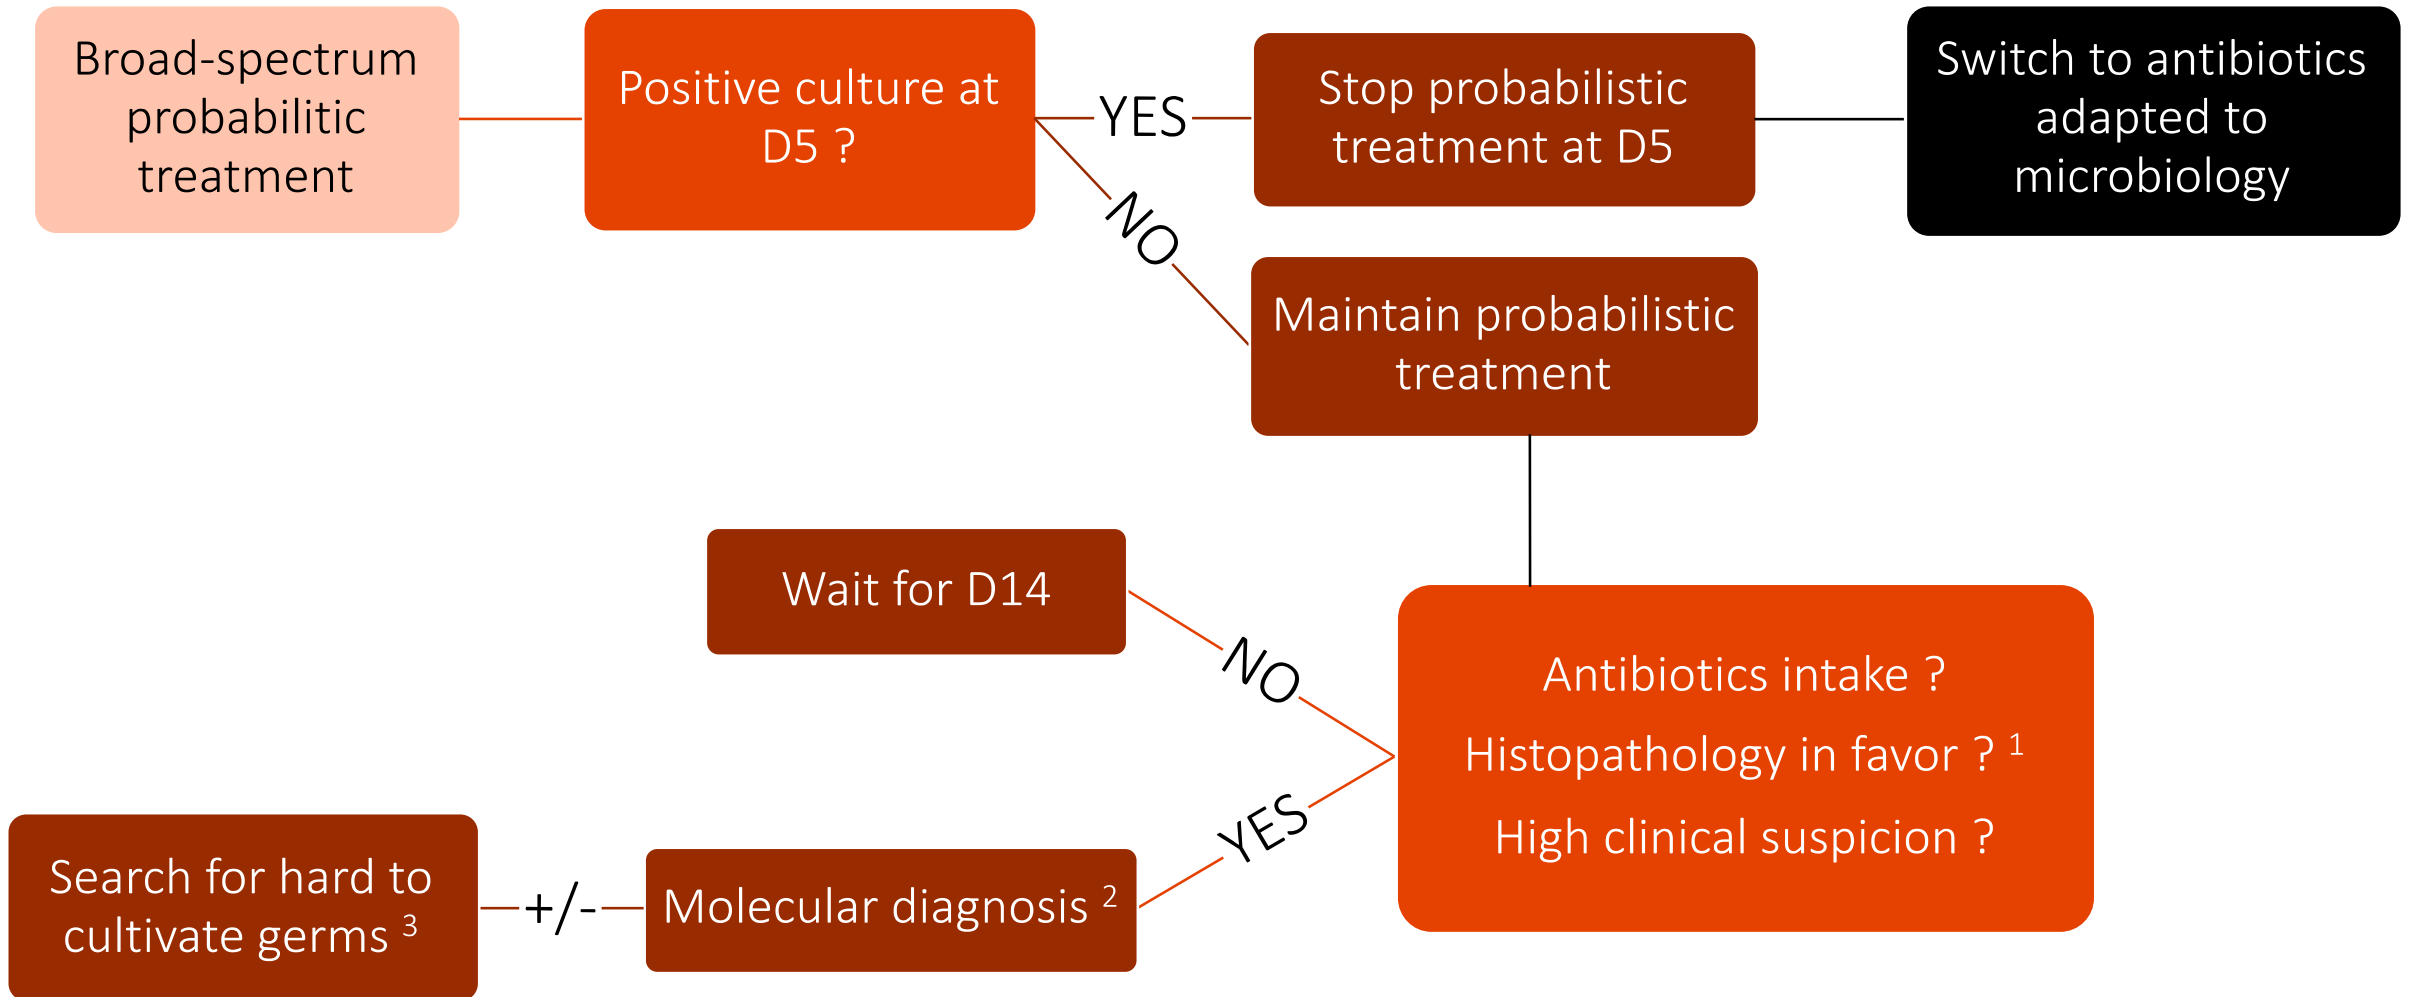 Broad-spectrum
probabilitic
treatment
Positive culture at
D5 ?
YES
Stop probabilistic
treatment at D5
Switch to antibiotics
adapted to
microbiology
NO
Maintain probabilistic
treatment
Antibiotics intake ?
Histopathology in favor ? 1
High clinical suspicion ?
NO
Wait for D14
YES
Molecular diagnosis 2
+/-
Search for hard to
cultivate germs 3